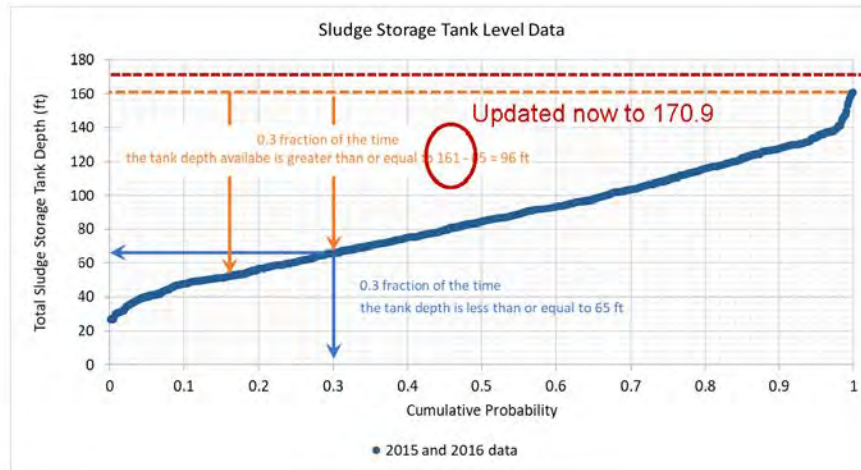 Sludge Storage Tank Level Data
Total Sludge Storage Tank Depth (ft)
180
160
140
120
100
80
60
40
20
0
Updated now to 170.9
0.3 fraction of the time
the tank depth availabe is greater than or equal to 161 - = 96 ft
0.3 fraction of the time
the tank depth is less than or equal to 65 ft
0 0.1 0.2 0.3 0.4 0.5 0.6 0.7 0.8 0.9 1
Cumulative Probability
2015 and 2016 data